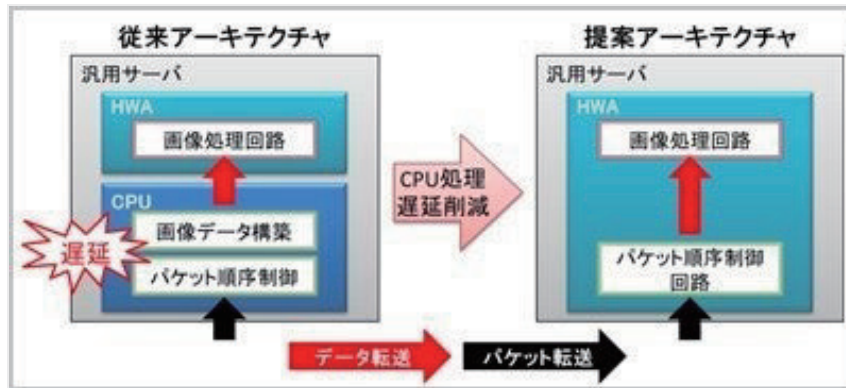 従来アーキテクチャ
汎用サーバ
HWA
画像処理回路
CPU
画像データ構築
パケット順序制御
遅延
CPU処理
遅延削減
提案アーキテクチャ
汎用サーバ
HWA
画像処理回路
パケット順序制御
回路
データ転送
パケット転送